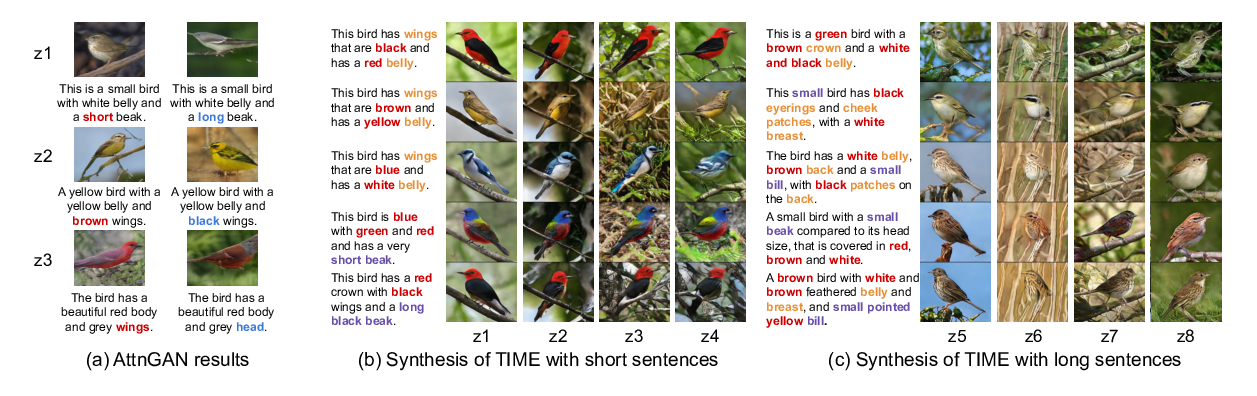 z1
This is a small bird
with white belly and
a short beak.
This is a small bird
with white belly and
a long beak.
z2
A yellow bird with a
yellow belly and
brown wings.
A yellow bird with a
yellow belly and
black wings.
z3
The bird has a
beautiful red body
and grey wings.
The bird has a
beautiful red body
and grey head.
(a) AttnGAN results
This bird has wings
that are black and
has a red belly.
This bird has wings
that are brown and
has a yellow belly.
This bird has wings
that are blue and
has a white belly.
This bird is blue
with green and red
and has a very
short beak.
This bird has a red
crown with black
wings and a long
black beak.
z1
z2
z3
z4
(b) Synthesis of TIME with short sentences
This is a green bird with a
brown crown and a white
and black belly.
This small bird has black
eyerings and cheek
patches, with a white
breast.
The bird has a white belly,
brown back and a small
bill, with black patches on
the back.
A small bird with a small
beak compared to its head
size, that is covered in red,
brown and white.
A brown bird with white and
brown feathered belly and
breast, and small pointed
yellow bill.
z5
z6
z7
z8
(c) Synthesis of TIME with long sentences